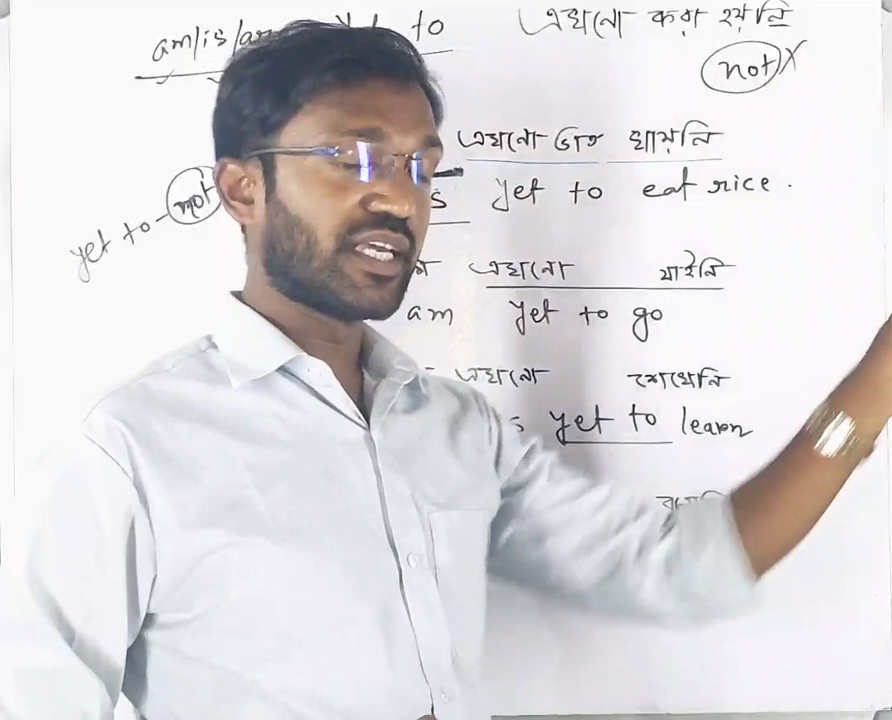 am/is/are yet to এখনো করা হয়নি
not X
এখনো ভাত খায়নি
s yet to eat rice.
yet to - not
এখনো যাইনি
am yet to go
এখনো শেখেনি
s yet to learn